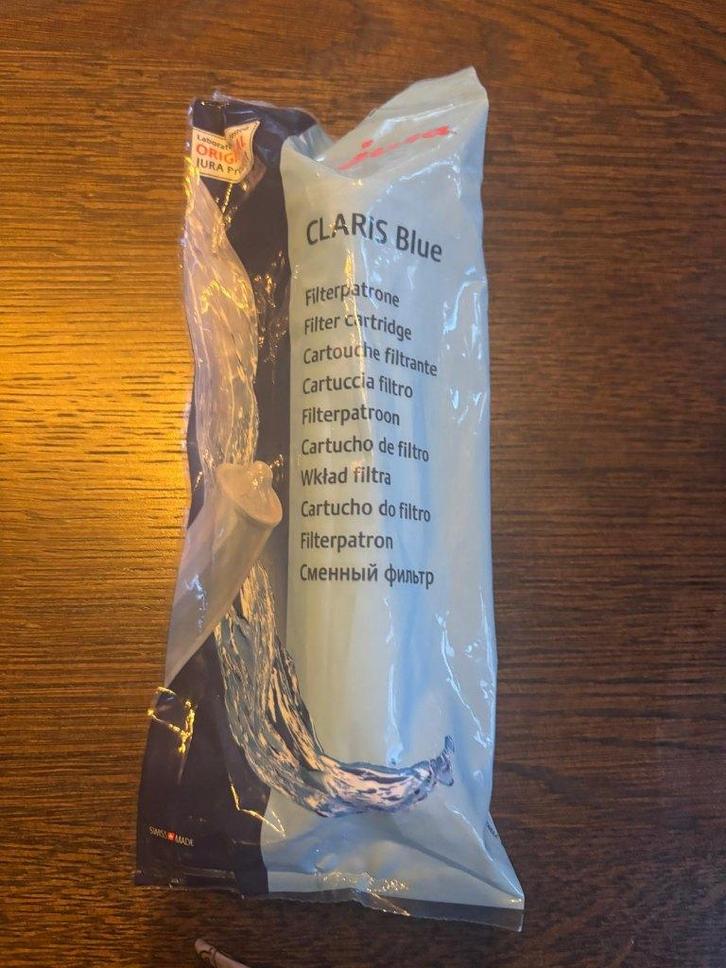 ORIG
JURA
jura
CLARIS Blue
Filterpatrone
Filter cartridge
Cartouche filtrante
Cartuccia filtro
Filterpatroon
Cartucho de filtro
Wkład filtra
Cartucho do filtro
Filterpatron
Сменный фильтр
SWISS MADE